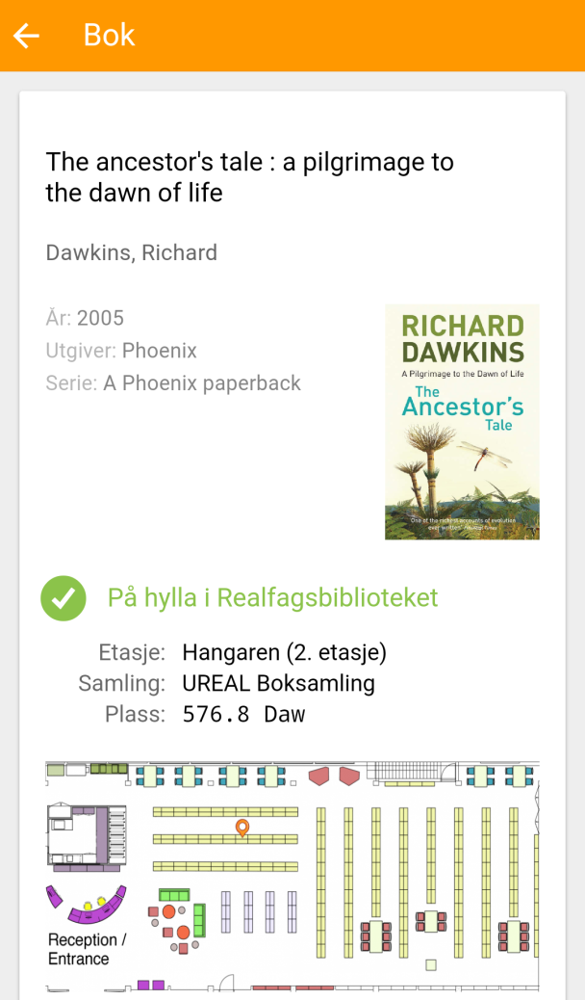 Bok
The ancestor's tale : a pilgrimage to
the dawn of life
Dawkins, Richard
År: 2005
Utgiver: Phoenix
Serie: A Phoenix paperback
RICHARD
DAWKINS
A Pilgrimage to the Dawn of Life
The
Ancestor's
Tale
One of the richest accounts of evolution
ever written
På hylla i Realfagsbiblioteket
Etasje: Hangaren (2. etasje)
Samling: UREAL Boksamling
Plass: 576.8 Daw
Reception /
Entrance